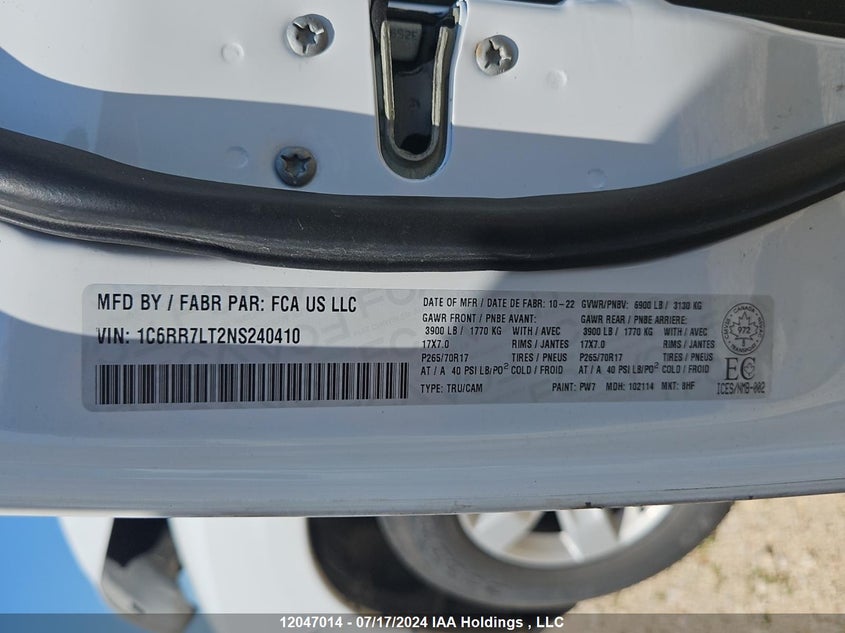 MFD BY / FABR PAR: FCA US LLC
VIN: 1C6RR7LT2NS240410
DATE OF MFR / DATE DE FABR: 10-22 GVWR/PNBV: 6900 LB / 3130 KG
GAWR FRONT / PNBE AVANT: GAWR REAR / PNBE ARRIERE:
3900 LB / 1770 KG WITH / AVEC 3900 LB / 1770 KG WITH / AVEC
17X7.0 RIMS / JANTES 17X7.0 RIMS / JANTES
P265/70R17 TIRES / PNEUS P265/70R17 TIRES / PNEUS
AT / A 40 PSI LB/PO² COLD / FROID AT / A 40 PSI LB/PO² COLD / FROID
TYPE: TRU/CAM PAINT: PW7 MDH: 102114 MKT: 8HF
CANADA
972
TRANSPORT
EC
ICES/NMB-002
12047014 - 07/17/2024 IAA Holdings , LLC